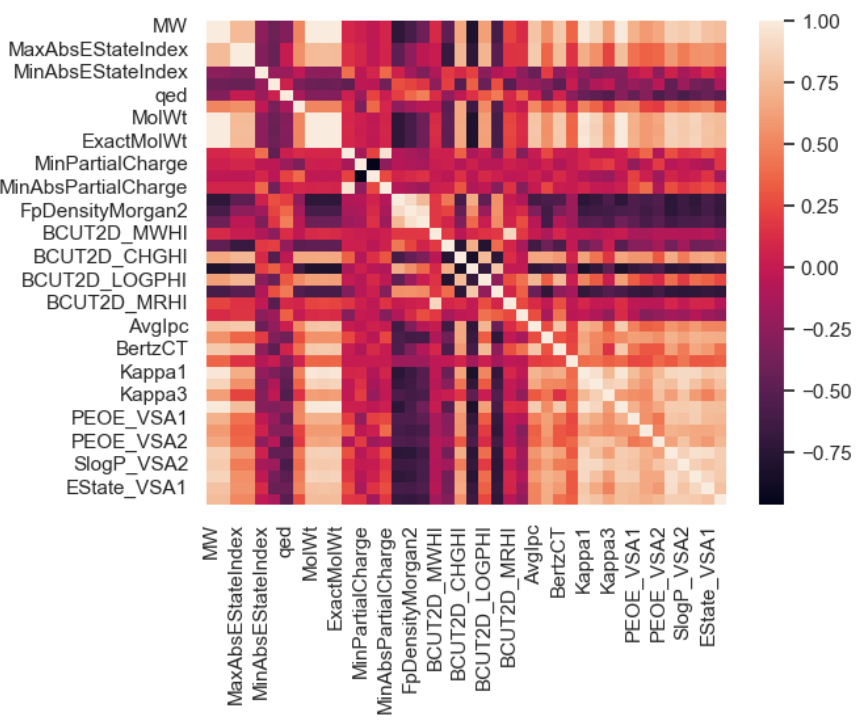 MW
MaxAbsEStateIndex
MinAbsEStateIndex
qed
MolWt
ExactMolWt
MinPartialCharge
MinAbsPartialCharge
FpDensityMorgan2
BCUT2D_MWHI
BCUT2D_CHGHI
BCUT2D_LOGPHI
BCUT2D_MRHI
AvgIpc
BertzCT
Kappa1
Kappa3
PEOE_VSA1
PEOE_VSA2
SlogP_VSA2
EState_VSA1
1.00
0.75
0.50
0.25
0.00
−0.25
−0.50
−0.75
MW
MaxAbsEStateIndex
MinAbsEStateIndex
qed
MolWt
ExactMolWt
MinPartialCharge
MinAbsPartialCharge
FpDensityMorgan2
BCUT2D_MWHI
BCUT2D_CHGHI
BCUT2D_LOGPHI
BCUT2D_MRHI
AvgIpc
BertzCT
Kappa1
Kappa3
PEOE_VSA1
PEOE_VSA2
SlogP_VSA2
EState_VSA1